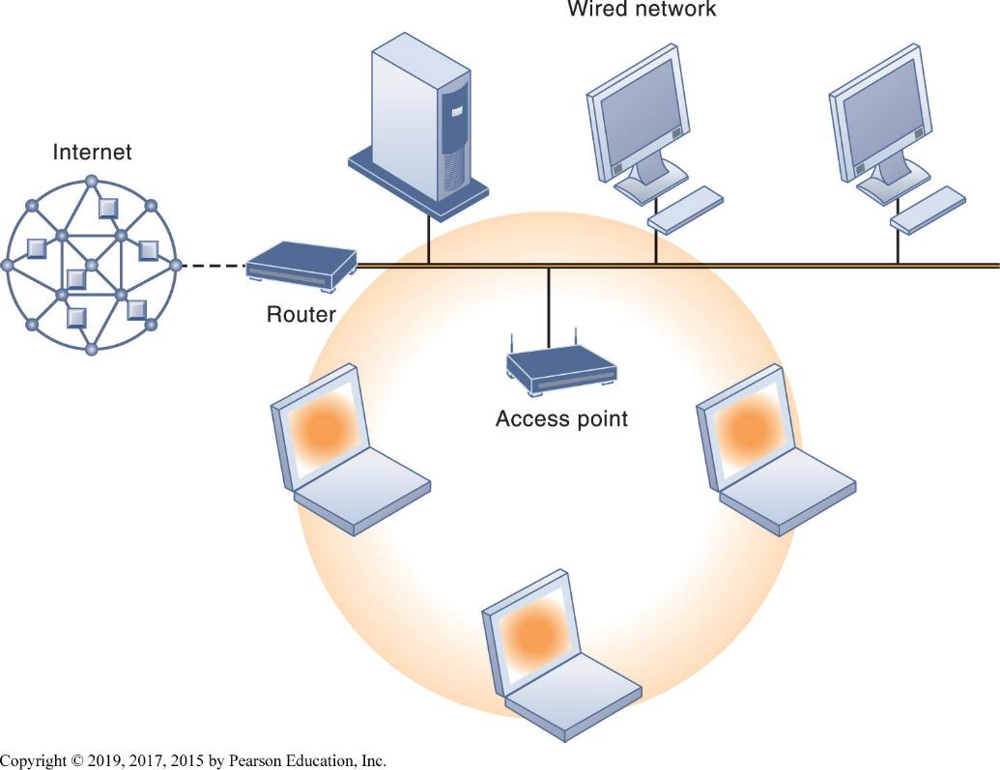 Wired network
Internet
Router
Access point
Copyright © 2019, 2017, 2015 by Pearson Education, Inc.